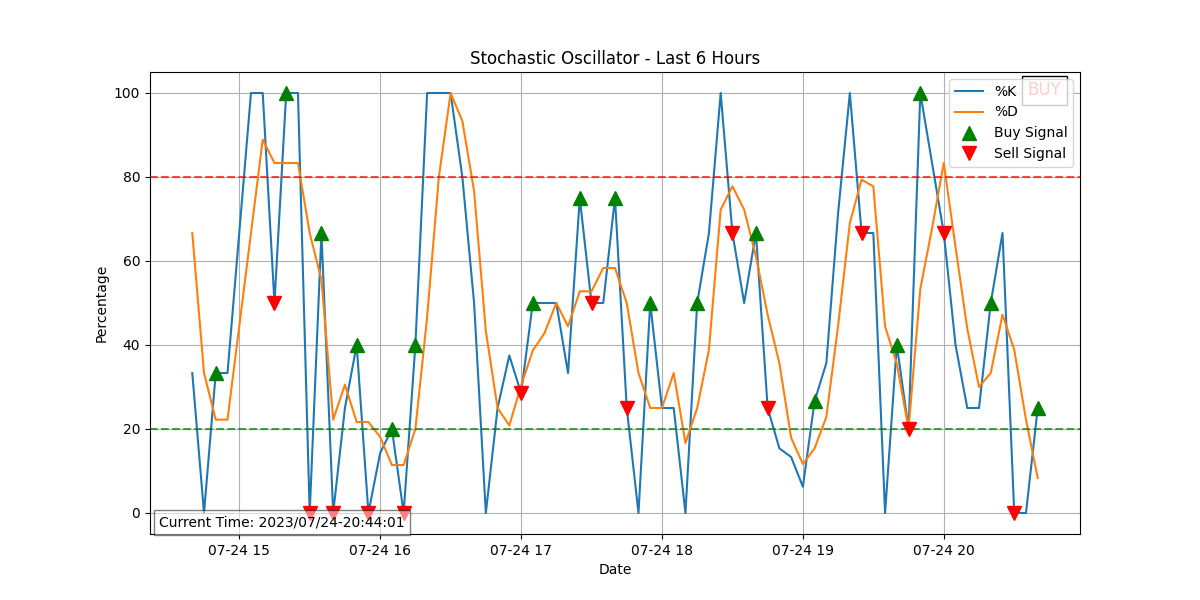 Stochastic Oscillator - Last 6 Hours
BUY
%K
%D
Buy Signal
Sell Signal
Percentage
100
80
60
40
20
0
Current Time: 2023/07/24-20:44:01
07-24 15
07-24 16
07-24 17
07-24 18
07-24 19
07-24 20
Date